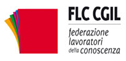 FLC CGIL
federazione
lavoratori
della conoscenza